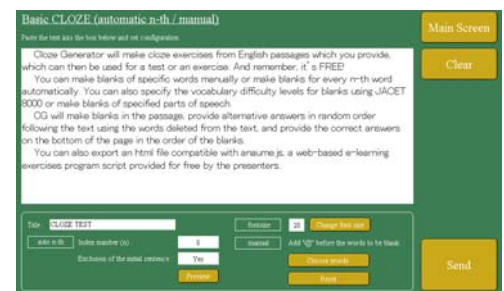 Basic CLOZE (automatic n-th / manual)
Paste the text into the box below and set configuration.
Main Screen
Clear
Cloze Generator will make cloze exercises from English passages which you provide,
which can then be used for a test or an exercise. And remember, it's FREE!
You can make blanks of specific words manually or make blanks for every n-th word
automatically. You can also specify the vocabulary difficulty levels for blanks using JACET
8000 or make blanks of specified parts of speech.
CG will make blanks in the passage, provide alternative answers in random order
following the text using the words deleted from the text, and provide the correct answers
on the bottom of the page in the order of the blanks.
You can also export an html file compatible with anaume.js, a web-based e-learning
exercises program script provided for free by the presenters.
Title CLOZE TEST
fontsize 20 Change font size
auto n-th Index number (n) 8
manual Add "@" before the words to be blank.
Exclusion of the initial sentence Yes
Choose words
Preview
Send